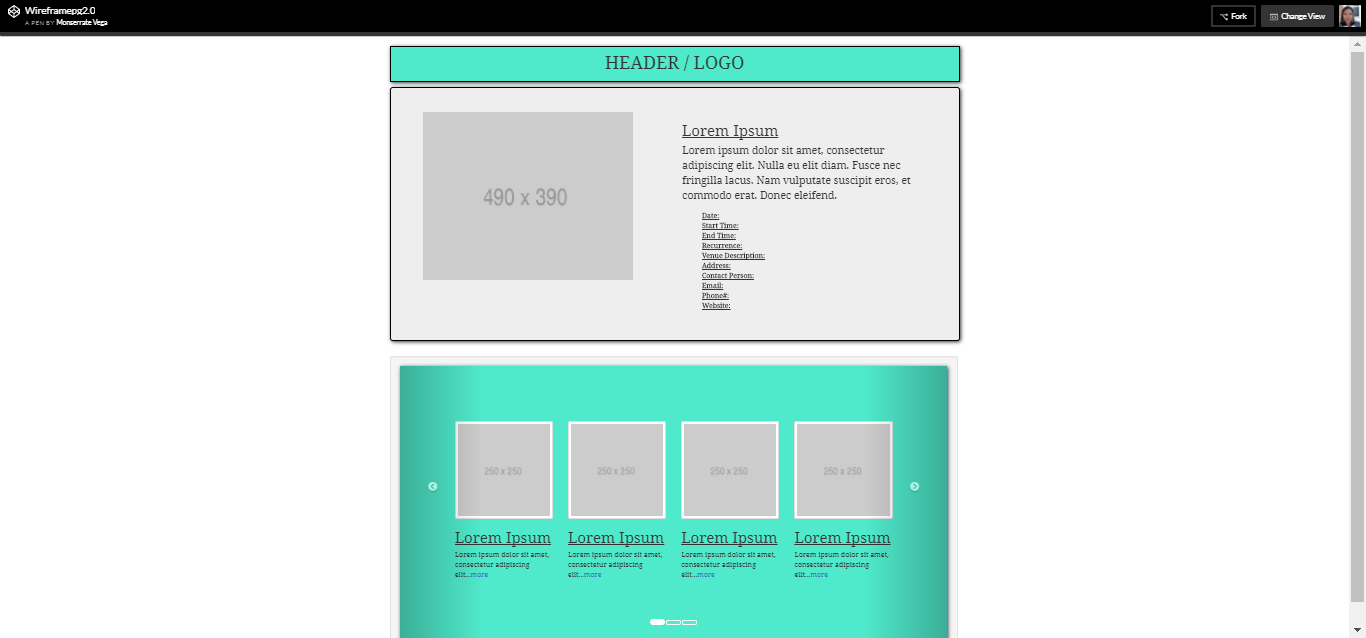 Wireframepg2.0
A PEN BY Monserrate Vega
Fork
Change View
HEADER / LOGO
490 x 390
Lorem Ipsum
Lorem ipsum dolor sit amet, consectetur
adipiscing elit. Nulla eu elit diam. Fusce nec
fringilla lacus. Nam vulputate suscipit eros, et
commodo erat. Donec eleifend.
Date:
Start Time:
End Time:
Recurrence:
Venue Description:
Address:
Contact Person:
Email:
Phone#:
Website:
250 x 250
250 x 250
250 x 250
250 x 250
Lorem Ipsum
Lorem ipsum dolor sit amet,
consectetur adipiscing
elit...more
Lorem Ipsum
Lorem ipsum dolor sit amet,
consectetur adipiscing
elit...more
Lorem Ipsum
Lorem ipsum dolor sit amet,
consectetur adipiscing
elit...more
Lorem Ipsum
Lorem ipsum dolor sit amet,
consectetur adipiscing
elit...more